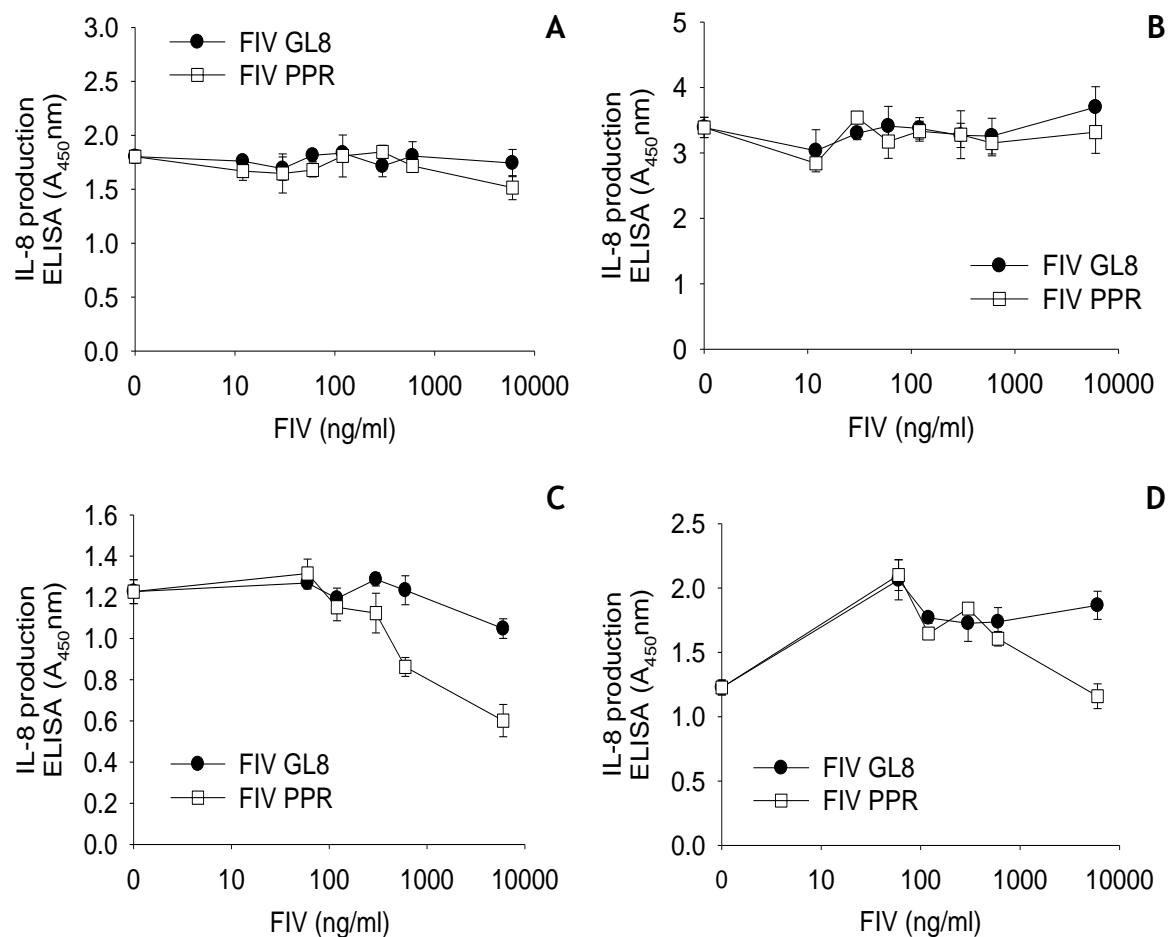 A
3.0
2.5
2.0
1.5
1.0
0.5
0.0
IL-8 production
ELISA (A450nm)
FIV GL8
FIV PPR
0 10 100 1000 10000
FIV (ng/ml)
B
5
4
3
2
1
0
IL-8 production
ELISA (A450nm)
FIV GL8
FIV PPR
0 10 100 1000 10000
FIV (ng/ml)
C
1.6
1.4
1.2
1.0
0.8
0.6
0.4
0.2
0.0
IL-8 production
ELISA (A450nm)
FIV GL8
FIV PPR
0 10 100 1000 10000
FIV (ng/ml)
D
2.5
2.0
1.5
1.0
0.5
0.0
IL-8 production
ELISA (A450nm)
FIV GL8
FIV PPR
0 10 100 1000 10000
FIV (ng/ml)